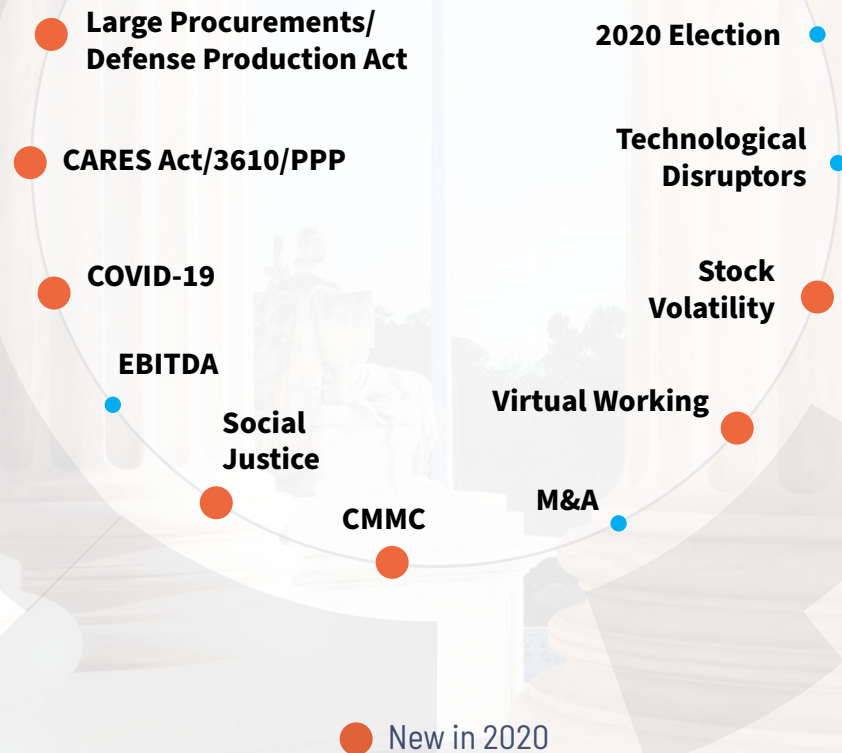 Large Procurements/
Defense Production Act
2020 Election
CARES Act/3610/PPP
Technological
Disruptors
COVID-19
Stock
Volatility
EBITDA
Virtual Working
Social
Justice
M&A
CMMC
New in 2020